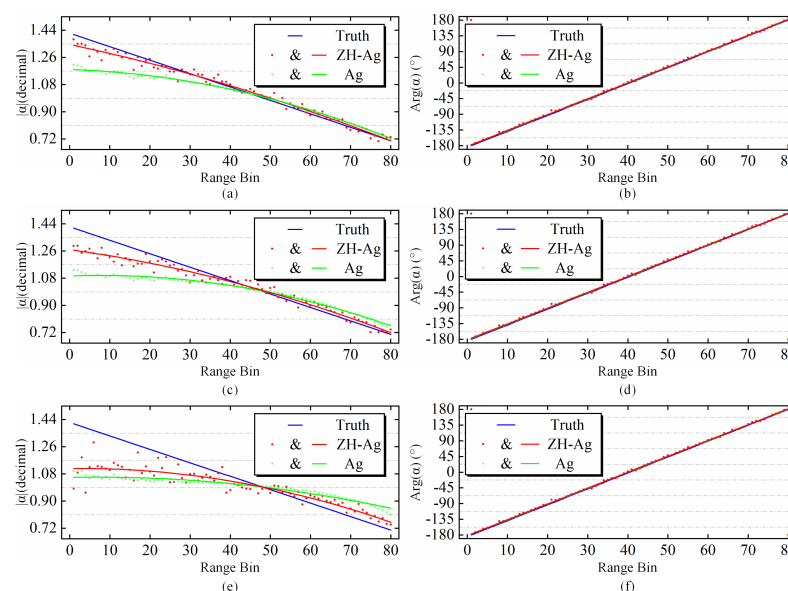 1.44
1.26
1.08
0.90
0.72
|α|(decimal)
Truth
& ZH-Ag
& Ag
0 10 20 30 40 50 60 70 80
Range Bin
(a)
180
135
90
45
0
-45
-90
-135
-180
Arg(α) (°)
Truth
& ZH-Ag
& Ag
0 10 20 30 40 50 60 70 80
Range Bin
(b)
1.44
1.26
1.08
0.90
0.72
|α|(decimal)
Truth
& ZH-Ag
& Ag
0 10 20 30 40 50 60 70 80
Range Bin
(c)
180
135
90
45
0
-45
-90
-135
-180
Arg(α) (°)
Truth
& ZH-Ag
& Ag
0 10 20 30 40 50 60 70 80
Range Bin
(d)
1.44
1.26
1.08
0.90
0.72
|α|(decimal)
Truth
& ZH-Ag
& Ag
0 10 20 30 40 50 60 70 80
Range Bin
(e)
180
135
90
45
0
-45
-90
-135
-180
Arg(α) (°)
Truth
& ZH-Ag
& Ag
0 10 20 30 40 50 60 70 80
Range Bin
(f)